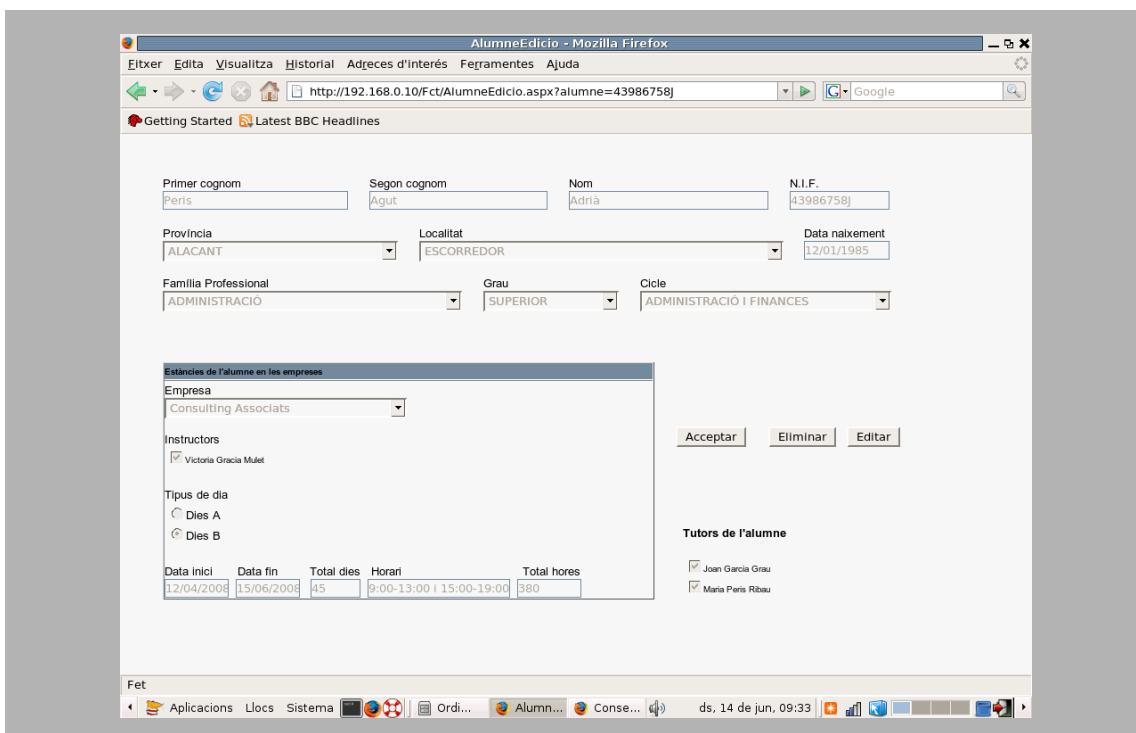 AlumneEdicio - Mozilla Firefox
Eitxer Edita Visualitza Historial Adreces d'interés Ferramentes Ajuda
http://192.168.0.10/Fct/AlumneEdicio.aspx?alumne=43986758J Google
Getting Started Latest BBC Headlines
Primer cognom Segon cognom Nom N.I.F.
Peris Agut Adrià 43986758J
Província Localitat Data naixement
ALACANT ESCORREDOR 12/01/1985
Família Professional Grau Cicle
ADMINISTRACIÓ SUPERIOR ADMINISTRACIÓ I FINANCES
Estàncies de l'alumne en les empreses
Empresa
Consulting Associats
Acceptar Eliminar Editar
Instructors
Victoria Gracia Mulet
Tipus de dia
Dies A
Dies B
Tutors de l'alumne
Joan Garcia Grau
Maria Peris Ribau
Data inici Data fin Total dies Horari Total hores
12/04/2008 15/06/2008 45 9:00-13:00 i 15:00-19:00 380
Fet
Aplicacions Llocs Sistema Ordi... Alumn... Conse... ds, 14 de jun, 09:33